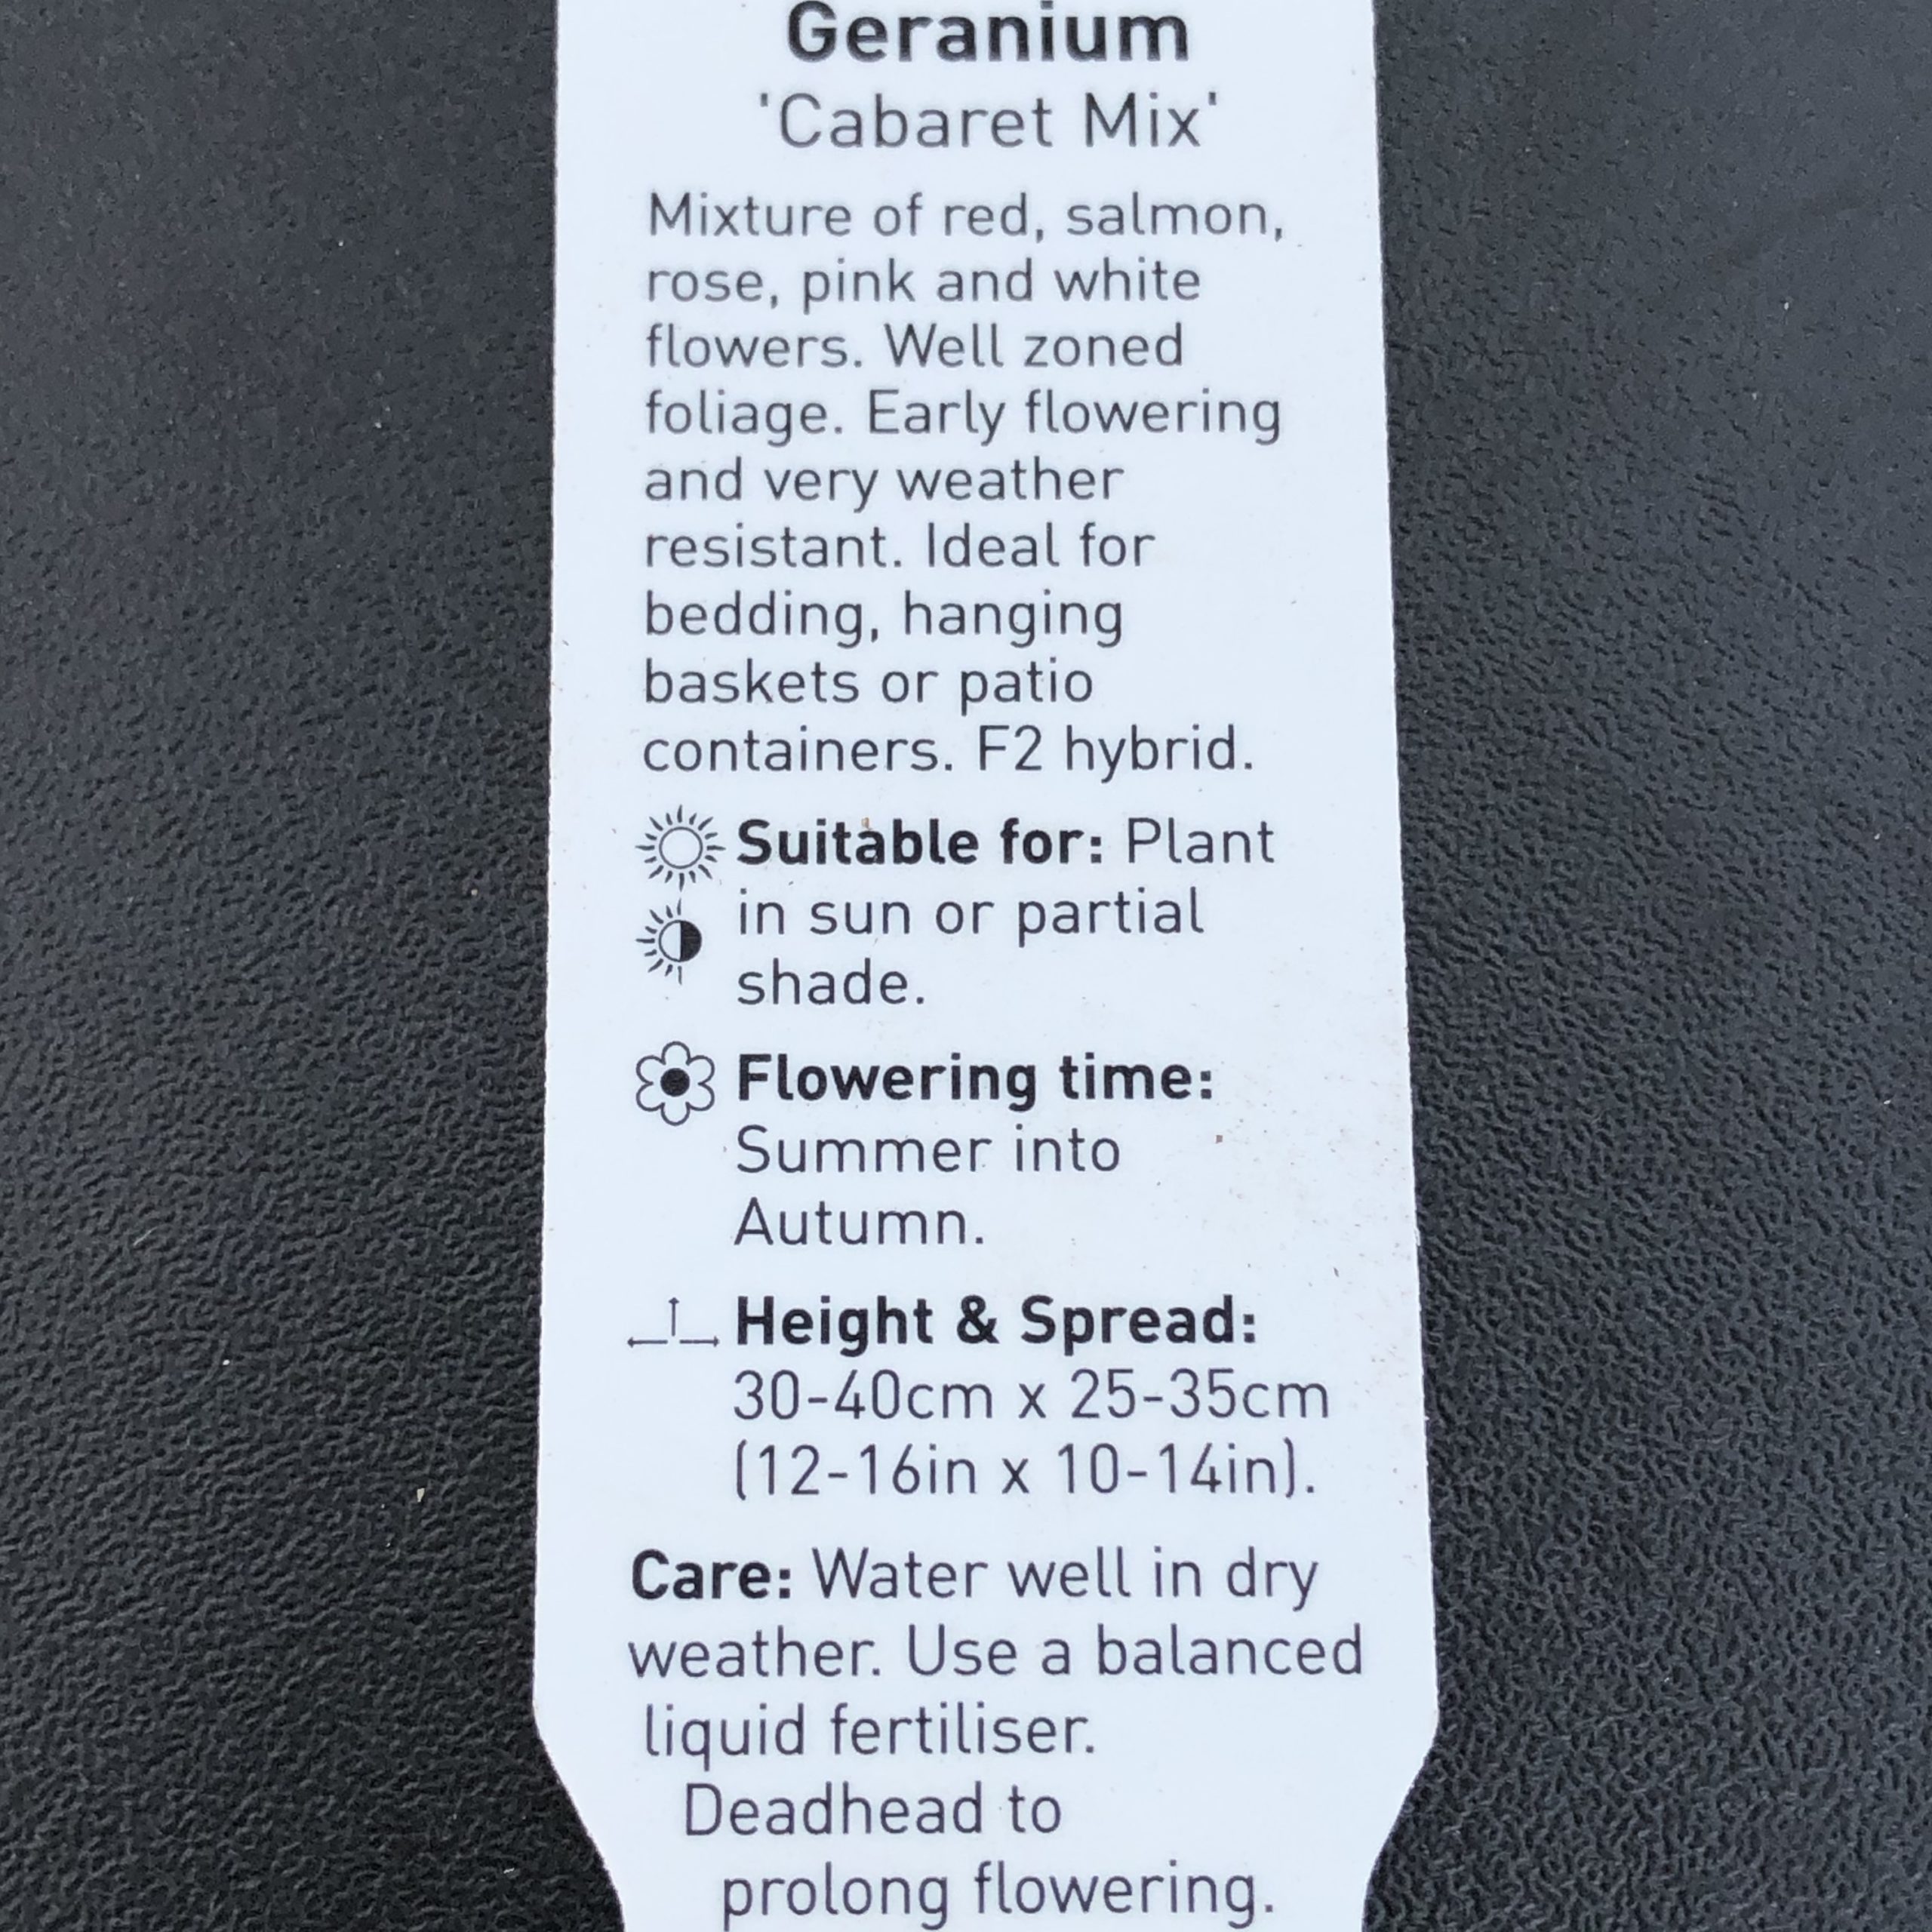 Geranium
'Cabaret Mix'
Mixture of red, salmon,
rose, pink and white
flowers. Well zoned
foliage. Early flowering
and very weather
resistant. Ideal for
bedding, hanging
baskets or patio
containers. F2 hybrid.
Suitable for: Plant
in sun or partial
shade.
Flowering time:
Summer into
Autumn.
Height & Spread:
30-40cm x 25-35cm
(12-16in x 10-14in).
Care: Water well in dry
weather. Use a balanced
liquid fertiliser.
Deadhead to
prolong flowering.